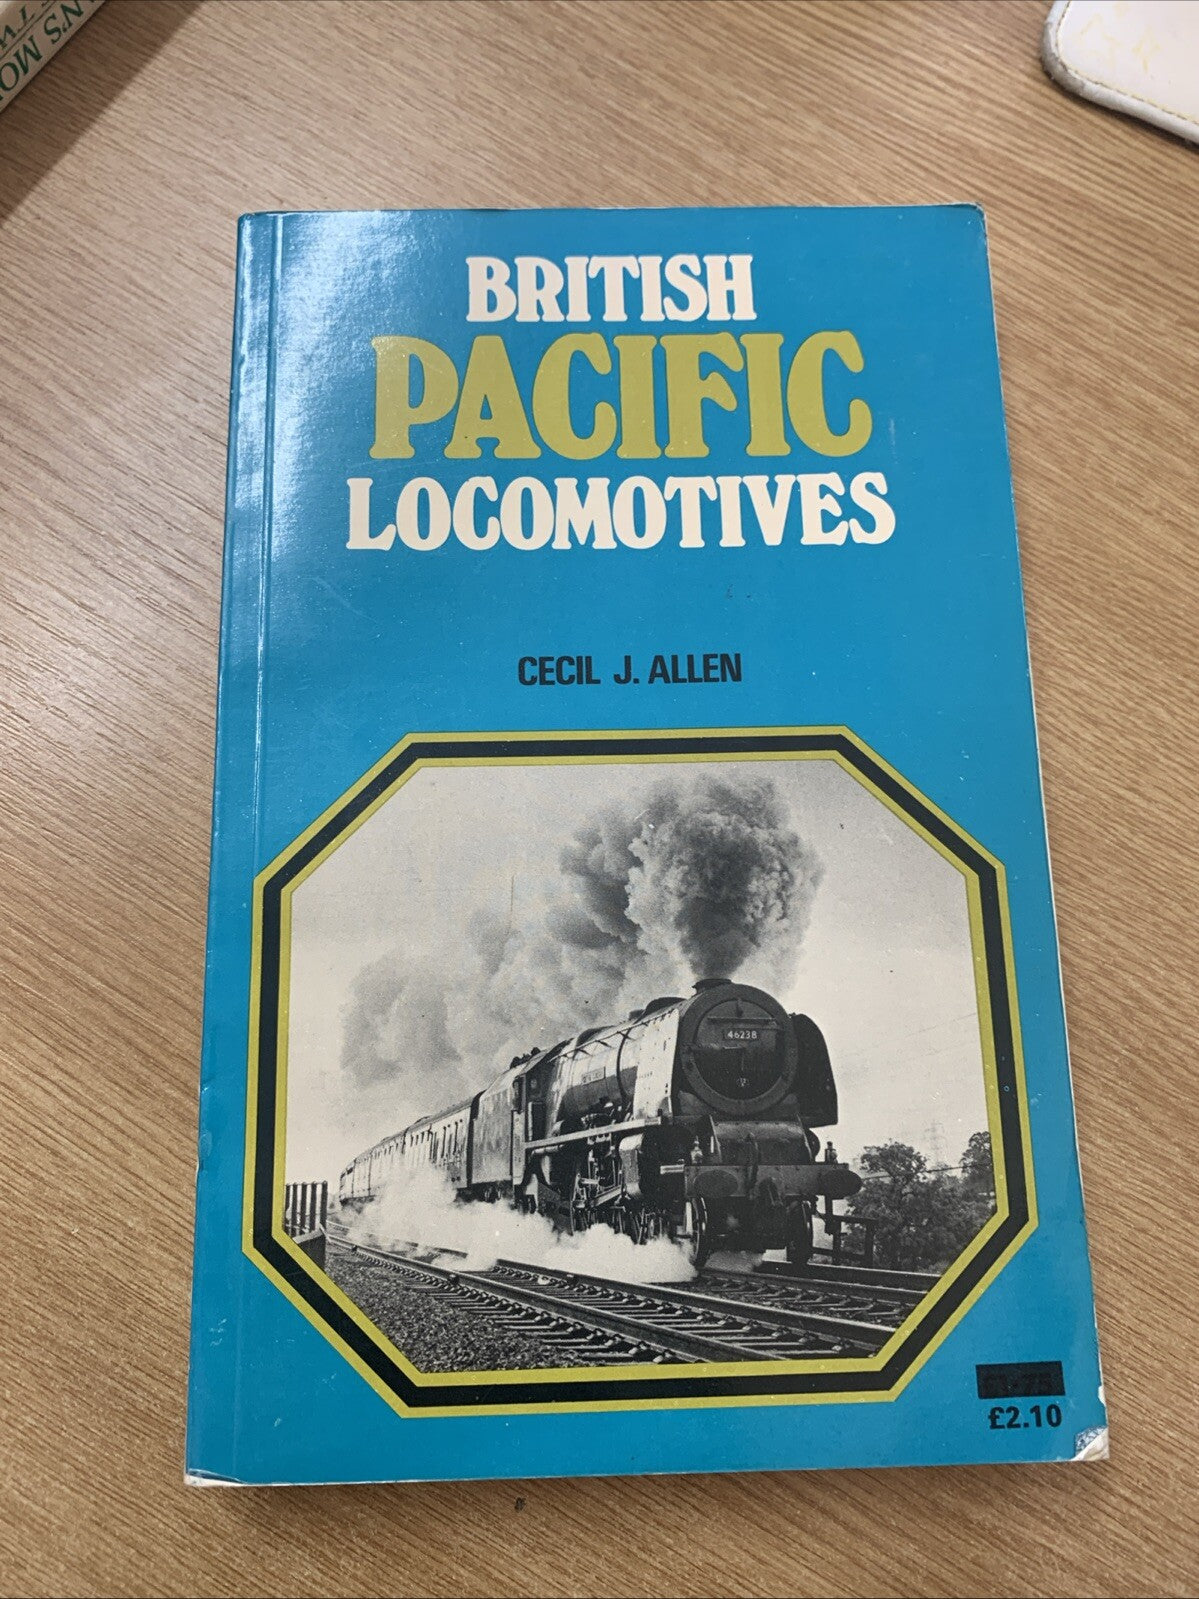 BRITISH
PACIFIC
LOCOMOTIVES
CECIL J. ALLEN
46238
£2.10